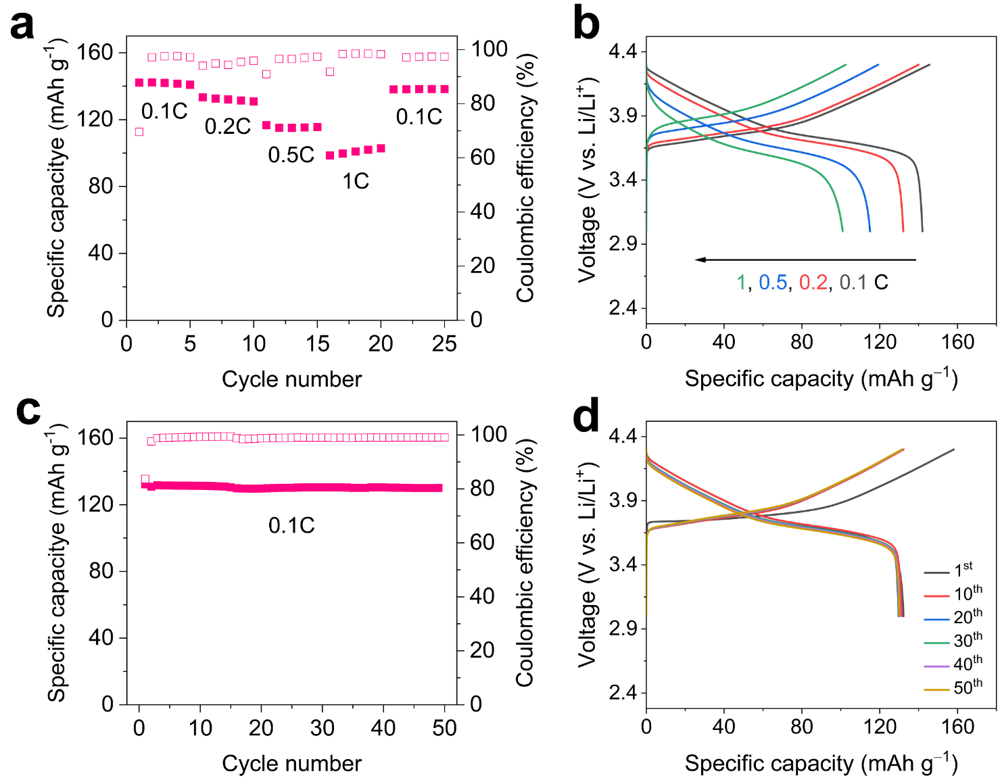 a
Specific capacitye (mAh g-1)
160
120
80
40
0
0.1C
0.2C
0.5C
1C
0.1C
100
80
60
40
20
0
Coulombic efficiency (%)
0 5 10 15 20 25
Cycle number
b
Voltage (V vs. Li/Li+)
4.4
3.9
3.4
2.9
2.4
1, 0.5, 0.2, 0.1 C
0 40 80 120 160
Specific capacity (mAh g−1)
c
Specific capacitye (mAh g-1)
160
120
80
40
0
0.1C
100
80
60
40
20
0
Coulombic efficiency (%)
0 10 20 30 40 50
Cycle number
d
Voltage (V vs. Li/Li+)
4.4
3.9
3.4
2.9
2.4
1st
10th
20th
30th
40th
50th
0 40 80 120 160
Specific capacity (mAh g−1)